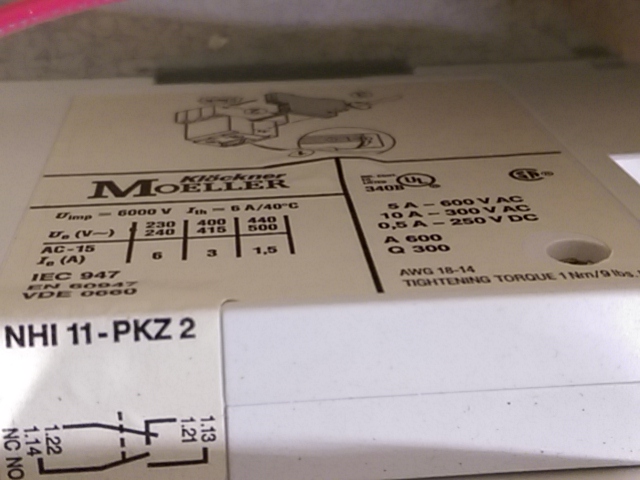 Klöckner
MOELLER
Uimp = 6000 V Ith = 6 A/40°C
Ue (V~) 230 240 400 415 440 500
AC-15
Ie (A) 6 3 1,5
IEC 947
EN 60947
VDE 0660
340B UL
SP®
5 A – 600 V AC
10 A – 300 V AC
0,5 A – 250 V DC
A 600
Q 300
AWG 18-14
TIGHTENING TORQUE 1 Nm/9 lbs.
NHI 11-PKZ 2
1.13
1.21
1.22
1.14
NC NO